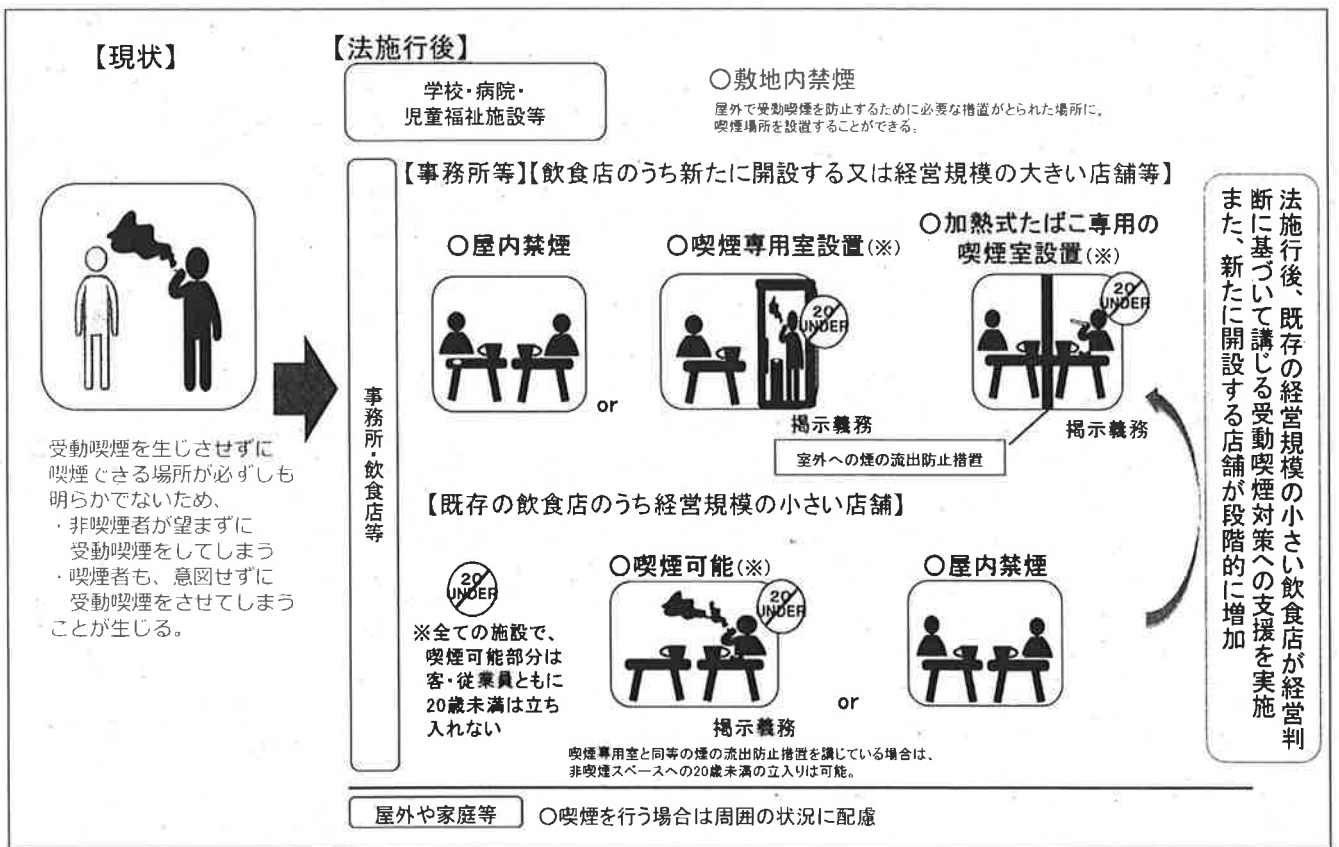 【現状】
受動喫煙を生じさせずに
喫煙できる場所が必ずしも
明らかでないため、
・非喫煙者が望まずに
受動喫煙をしてしまう
・喫煙者も、意図せずに
受動喫煙をさせてしまう
ことが生じる。
【法施行後】
学校・病院・
児童福祉施設等
○敷地内禁煙
屋外で受動喫煙を防止するために必要な措置がとられた場所に、
喫煙場所を設置することができる。
事務所・飲食店等
【事務所等】【飲食店のうち新たに開設する又は経営規模の大きい店舗等】
○屋内禁煙
or
○喫煙専用室設置(※)
20
UNDER
掲示義務
○加熱式たばこ専用の
喫煙室設置(※)
20
UNDER
掲示義務
室外への煙の流出防止措置
【既存の飲食店のうち経営規模の小さい店舗】
20
UNDER
※全ての施設で、
喫煙可能部分は
客・従業員ともに
20歳未満は立ち
入れない
○喫煙可能(※)
20
UNDER
掲示義務
or
○屋内禁煙
喫煙専用室と同等の煙の流出防止措置を講じている場合は、
非喫煙スペースへの20歳未満の立入りは可能。
法施行後、既存の経営規模の小さい飲食店が経営判
断に基づいて講じる受動喫煙対策への支援を実施
また、新たに開設する店舗が段階的に増加
屋外や家庭等
○喫煙を行う場合は周囲の状況に配慮